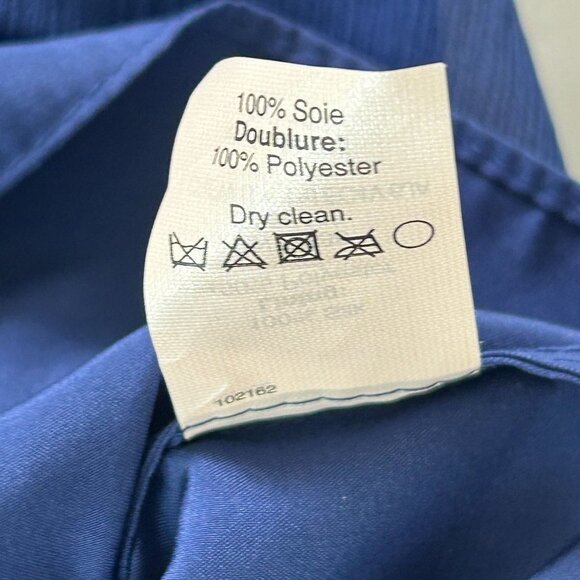 100% Soie
Doublure:
100% Polyester
Dry clean.
102162